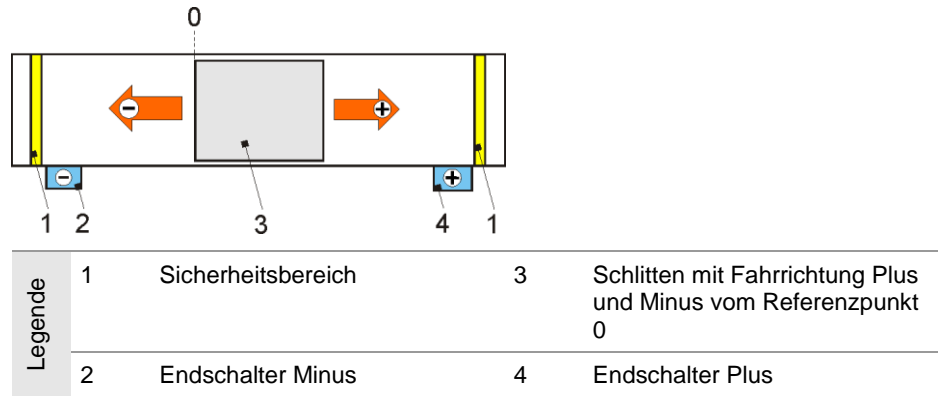 0
−
+
−
+
1 2 3 4 1
Legende
1 Sicherheitsbereich 3 Schlitten mit Fahrrichtung Plus
und Minus vom Referenzpunkt
0
2 Endschalter Minus 4 Endschalter Plus